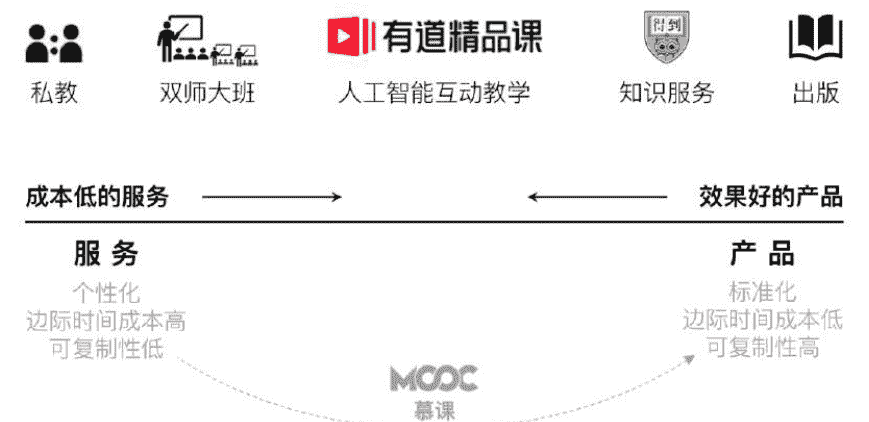 有道精品课
得到
私教
双师大班
人工智能互动教学
知识服务
出版
成本低的服务
效果好的产品
服务
产品
个性化
边际时间成本高
可复制性低
标准化
边际时间成本低
可复制性高
MOOC
慕课